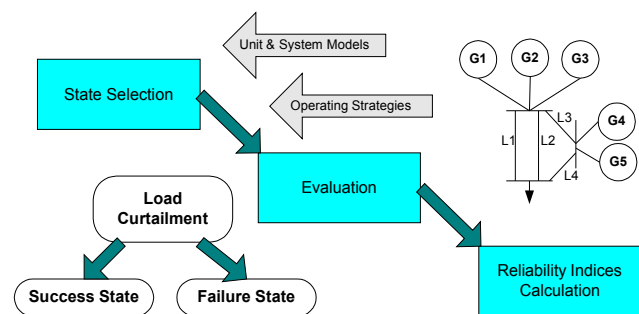 Unit & System Models
State Selection
Operating Strategies
G1
G2
G3
L3
G4
L1
L2
G5
L4
Evaluation
Load
Curtailment
Success State
Failure State
Reliability Indices
Calculation